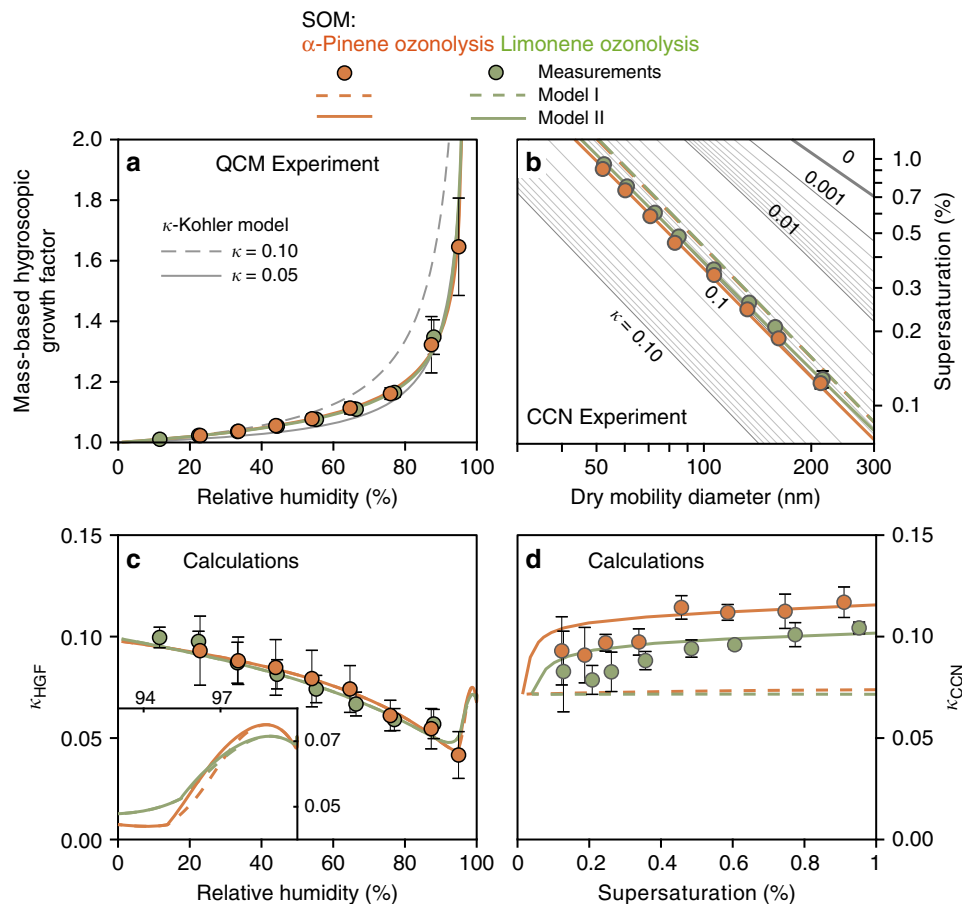 SOM:
α-Pinene ozonolysis Limonene ozonolysis
Measurements
Model I
Model II
a QCM Experiment
κ-Kohler model
κ = 0.10
κ = 0.05
2.0
1.8
1.6
1.4
1.2
1.0
Mass-based hygroscopic
growth factor
0 20 40 60 80 100
Relative humidity (%)
b
0
0.001
0.01
0.1
κ = 0.10
CCN Experiment
1.0
0.7
0.5
0.3
0.2
0.1
Supersaturation (%)
50 100 200 300
Dry mobility diameter (nm)
c Calculations
0.15
0.10
0.05
0.00
κHGF
94 97
0.07
0.05
0 20 40 60 80 100
Relative humidity (%)
d Calculations
0.15
0.10
0.05
0.00
κCCN
0 0.2 0.4 0.6 0.8 1
Supersaturation (%)